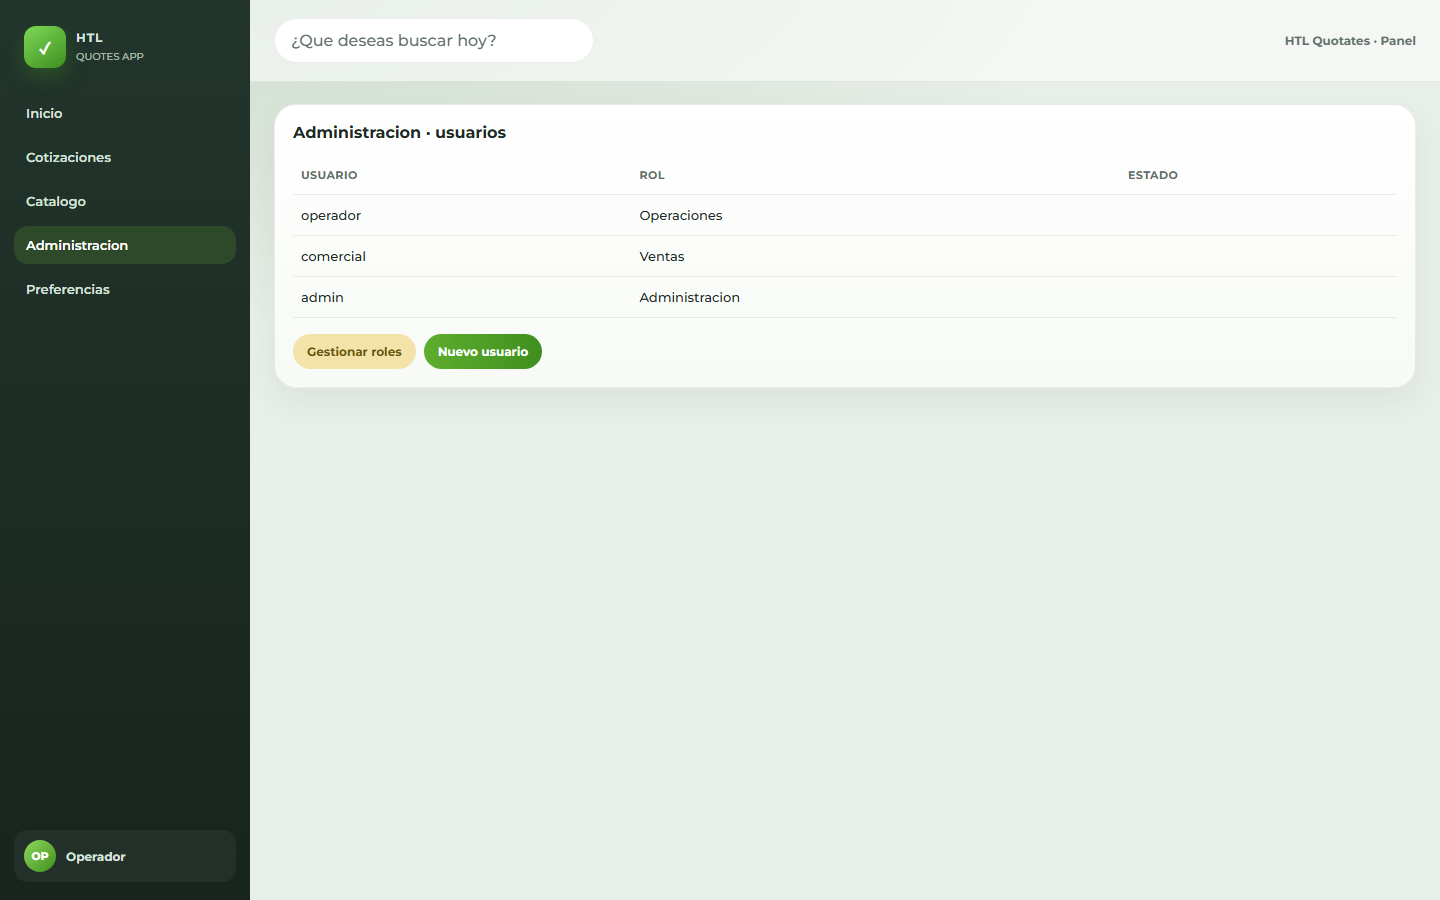 HTL
QUOTES APP
Inicio
Cotizaciones
Catalogo
Administracion
Preferencias
OP Operador
¿Que deseas buscar hoy?
HTL Quotates · Panel
Administracion · usuarios
USUARIO ROL ESTADO
operador Operaciones
comercial Ventas
admin Administracion
Gestionar roles Nuevo usuario